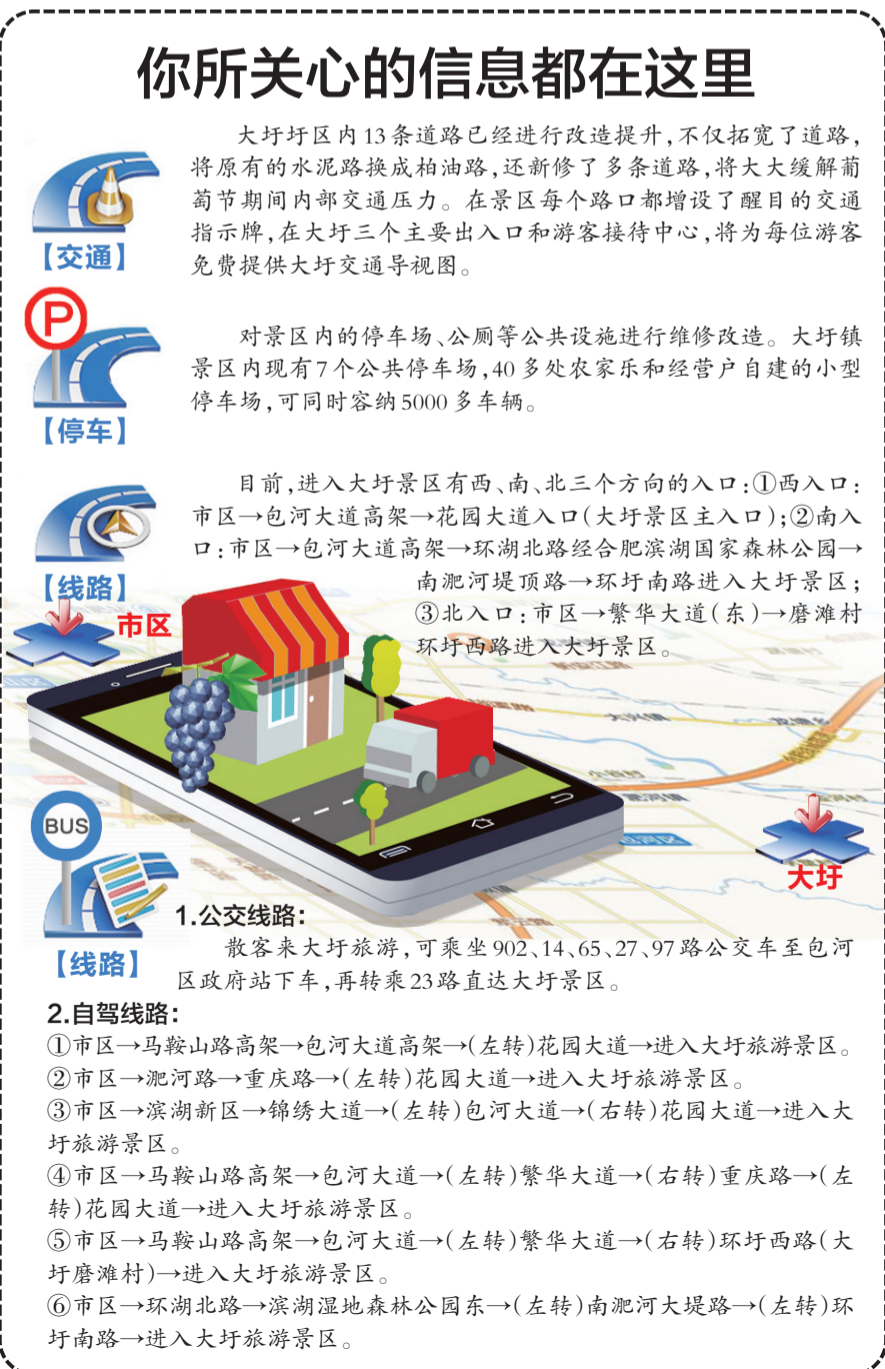 你所关心的信息都在这里
大圩圩区内13条道路已经进行改造提升,不仅拓宽了道路,
将原有的水泥路换成柏油路,还新修了多条道路,将大大缓解葡
萄节期间内部交通压力。在景区每个路口都增设了醒目的交通
指示牌,在大圩三个主要出入口和游客接待中心,将为每位游客
免费提供大圩交通导视图。
【交通】
P
对景区内的停车场、公厕等公共设施进行维修改造。大圩镇
景区内现有7个公共停车场,40多处农家乐和经营户自建的小型
停车场,可同时容纳5000多车辆。
【停车】
目前,进入大圩景区有西、南、北三个方向的入口:①西入口:
市区→包河大道高架→花园大道入口(大圩景区主入口);②南入
口:市区→包河大道高架→环湖北路经合肥滨湖国家森林公园→
南淝河堤顶路→环圩南路进入大圩景区;
③北入口:市区→繁华大道(东)→磨滩村
环圩西路进入大圩景区。
【线路】
市区
大圩
BUS
【线路】
1.公交线路:
散客来大圩旅游,可乘坐902、14、65、27、97路公交车至包河
区政府站下车,再转乘23路直达大圩景区。
2.自驾线路:
①市区→马鞍山路高架→包河大道高架→(左转)花园大道→进入大圩旅游景区。
②市区→淝河路→重庆路→(左转)花园大道→进入大圩旅游景区。
③市区→滨湖新区→锦绣大道→(左转)包河大道→(右转)花园大道→进入大
圩旅游景区。
④市区→马鞍山路高架→包河大道→(左转)繁华大道→(右转)重庆路→(左
转)花园大道→进入大圩旅游景区。
⑤市区→马鞍山路高架→包河大道→(左转)繁华大道→(右转)环圩西路(大
圩磨滩村)→进入大圩旅游景区。
⑥市区→环湖北路→滨湖湿地森林公园东→(左转)南淝河大堤路→(左转)环
圩南路→进入大圩旅游景区。